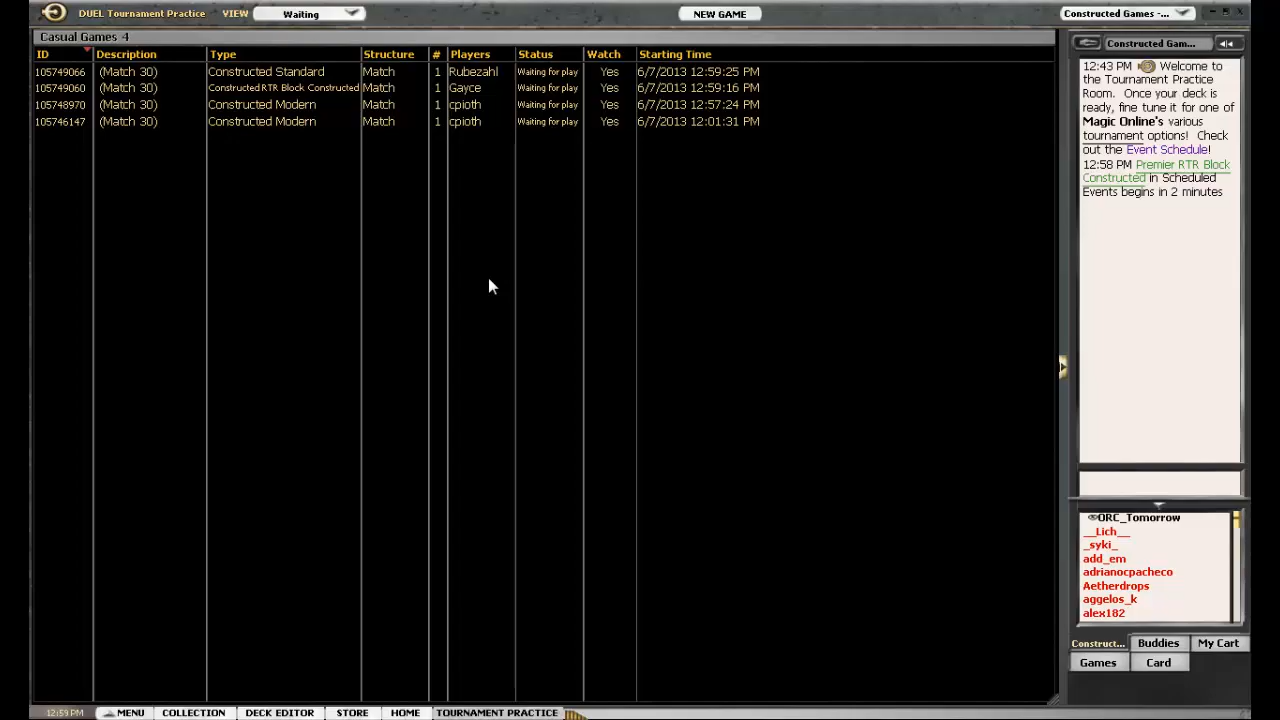 DUEL Tournament Practice VIEW Waiting NEW GAME Constructed Games -...
Casual Games 4
ID Description Type Structure # Players Status Watch Starting Time
105749066 (Match 30) Constructed Standard Match 1 Rubezahl Waiting for play Yes 6/7/2013 12:59:25 PM
105749060 (Match 30) Constructed RTR Block Constructed Match 1 Gayce Waiting for play Yes 6/7/2013 12:59:16 PM
105748970 (Match 30) Constructed Modern Match 1 cpioth Waiting for play Yes 6/7/2013 12:57:24 PM
105746147 (Match 30) Constructed Modern Match 1 cpioth Waiting for play Yes 6/7/2013 12:01:31 PM
Constructed Gam...
12:43 PM Welcome to
the Tournament Practice
Room. Once your deck is
ready, fine tune it for one of
Magic Online's various
tournament options! Check
out the Event Schedule!
12:58 PM Premier RTR Block
Constructed in Scheduled
Events begins in 2 minutes
ORC_Tomorrow
__Lich__
_syki_
add_em
adrianocpacheco
Aetherdrops
aggelos_k
alex182
Construct... Buddies My Cart
Games Card
12:59 PM MENU COLLECTION DECK EDITOR STORE HOME TOURNAMENT PRACTICE